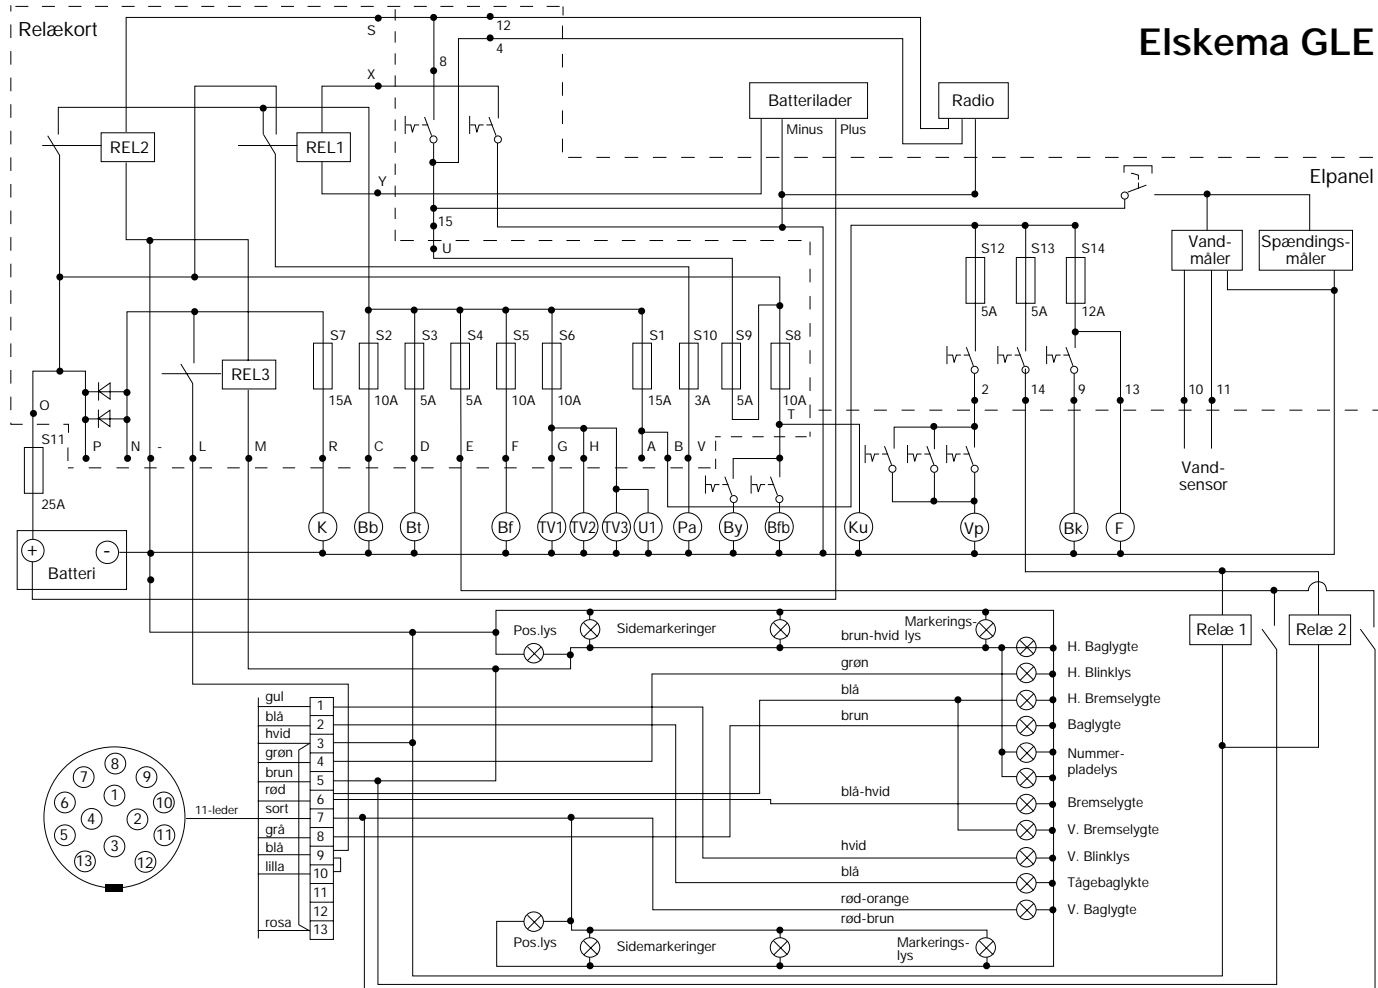 Relækort
Elskema GLE
S
12
4
8
X
Batterilader
Minus
Plus
Radio
REL2
REL1
Y
Elpanel
15
U
S12
5A
S13
5A
S14
12A
Vand-
måler
Spændings-
måler
S7
15A
S2
10A
S3
5A
S4
5A
S5
10A
S6
10A
S1
15A
S10
3A
S9
5A
S8
10A
REL3
T
2
14
9
13
10
11
O
S11
25A
P
N
-
L
M
R
C
D
E
F
G
H
A
B
V
Vand-
sensor
K
Bb
Bt
Bf
TV1
TV2
TV3
U1
Pa
By
Bfb
Ku
Vp
Bk
F
+
-
Batteri
Pos.lys
Sidemarkeringer
Markerings-
lys
brun-hvid
Relæ 1
Relæ 2
H. Baglygte
grøn
H. Blinklys
blå
H. Bremselygte
brun
Baglygte
Nummer-
pladelys
blå-hvid
Bremselygte
V. Bremselygte
hvid
V. Blinklys
blå
Tågebaglykte
rød-orange
V. Baglygte
rød-brun
gul 1
blå 2
hvid 3
grøn 4
brun 5
rød 6
sort 7
grå 8
blå 9
lilla 10
11
12
rosa 13
11-leder
8
7
9
1
6
10
4
2
5
11
3
13
12
Pos.lys
Sidemarkeringer
Markerings-
lys